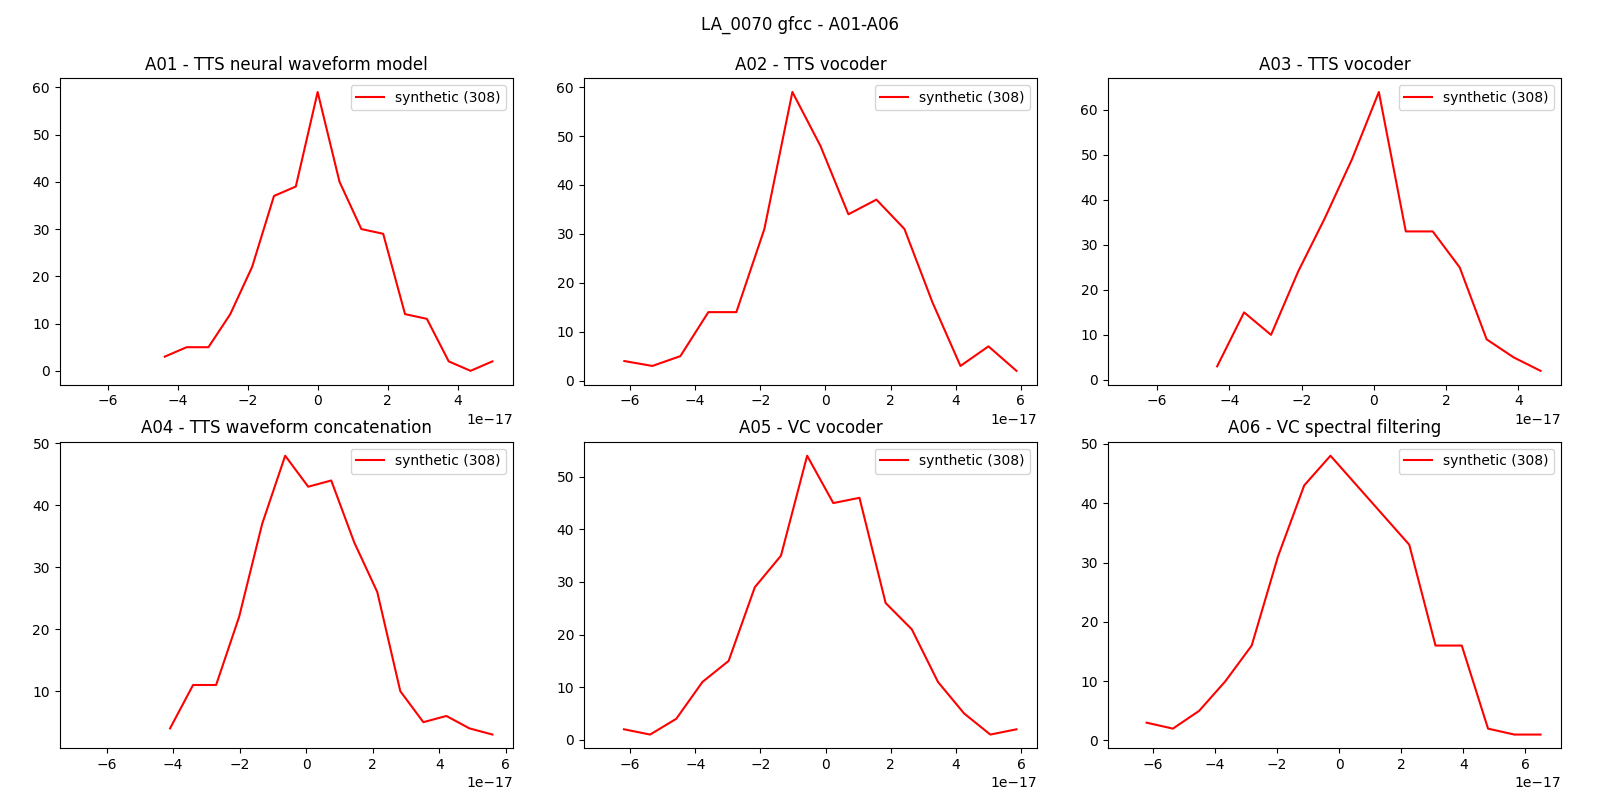 LA_0070 gfcc - A01-A06
A01 - TTS neural waveform model
synthetic (308)
60
50
40
30
20
10
0
−6 −4 −2 0 2 4
1e−17
A02 - TTS vocoder
synthetic (308)
60
50
40
30
20
10
0
−6 −4 −2 0 2 4 6
1e−17
A03 - TTS vocoder
synthetic (308)
60
50
40
30
20
10
0
−6 −4 −2 0 2 4
1e−17
A04 - TTS waveform concatenation
synthetic (308)
50
40
30
20
10
−6 −4 −2 0 2 4 6
1e−17
A05 - VC vocoder
synthetic (308)
50
40
30
20
10
0
−6 −4 −2 0 2 4 6
1e−17
A06 - VC spectral filtering
synthetic (308)
50
40
30
20
10
0
−6 −4 −2 0 2 4 6
1e−17